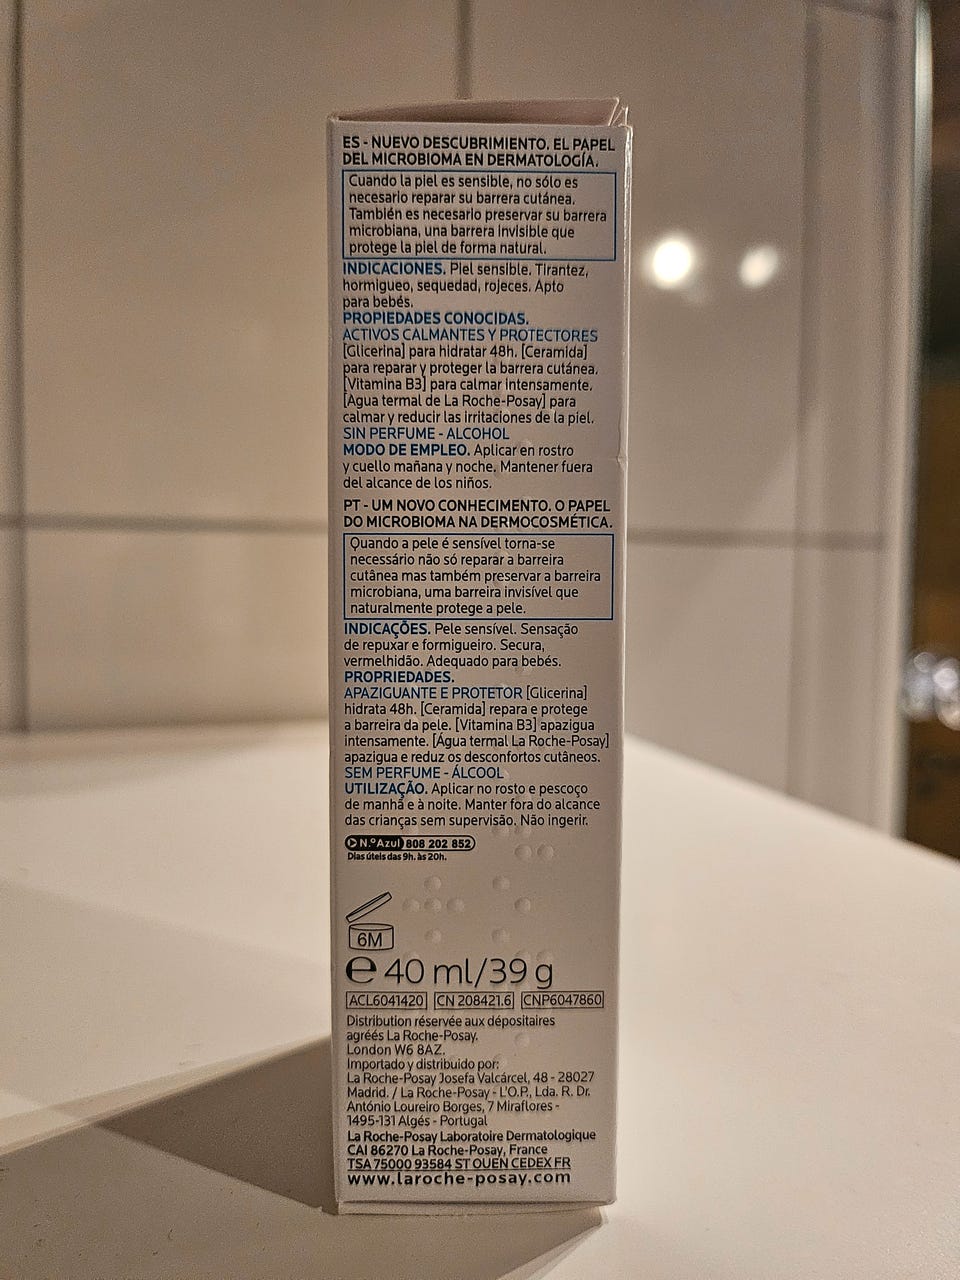 ES - NUEVO DESCUBRIMIENTO. EL PAPEL
DEL MICROBIOMA EN DERMATOLOGÍA.
Cuando la piel es sensible, no sólo es
necesario reparar su barrera cutánea.
También es necesario preservar su barrera
microbiana, una barrera invisible que
protege la piel de forma natural.
INDICACIONES. Piel sensible. Tirantez,
hormigueo, sequedad, rojeces. Apto
para bebés.
PROPIEDADES CONOCIDAS.
ACTIVOS CALMANTES Y PROTECTORES
[Glicerina] para hidratar 48h. [Ceramida]
para reparar y proteger la barrera cutánea.
[Vitamina B3] para calmar intensamente.
[Agua termal de La Roche-Posay] para
calmar y reducir las irritaciones de la piel.
SIN PERFUME - ALCOHOL
MODO DE EMPLEO. Aplicar en rostro
y cuello mañana y noche. Mantener fuera
del alcance de los niños.
PT - UM NOVO CONHECIMENTO. O PAPEL
DO MICROBIOMA NA DERMOCOSMÉTICA.
Quando a pele é sensível torna-se
necessário não só reparar a barreira
cutânea mas também preservar a barreira
microbiana, uma barreira invisível que
naturalmente protege a pele.
INDICAÇÕES. Pele sensível. Sensação
de repuxar e formigueiro. Secura,
vermelhidão. Adequado para bebés.
PROPRIEDADES.
APAZIGUANTE E PROTETOR [Glicerina]
hidrata 48h. [Ceramida] repara e protege
a barreira da pele. [Vitamina B3] apazigua
intensamente. [Água termal La Roche-Posay]
apazigua e reduz os desconfortos cutâneos.
SEM PERFUME - ÁLCOOL
UTILIZAÇÃO. Aplicar no rosto e pescoço
de manhã e à noite. Manter fora do alcance
das crianças sem supervisão. Não ingerir.
N.º Azul 808 202 852
Dias úteis das 9h. às 20h.
6M
℮ 40 ml/39 g
ACL6041420 CN 208421.6 CNP6047860
Distribution réservée aux dépositaires
agréés La Roche-Posay.
London W6 8AZ.
Importado y distribuido por:
La Roche-Posay Josefa Valcárcel, 48 - 28027
Madrid. / La Roche-Posay - L'O.P., Lda. R. Dr.
António Loureiro Borges, 7 Miraflores -
1495-131 Algés - Portugal
La Roche-Posay Laboratoire Dermatologique
CAI 86270 La Roche-Posay, France
TSA 75000 93584 ST OUEN CEDEX FR
www.laroche-posay.com